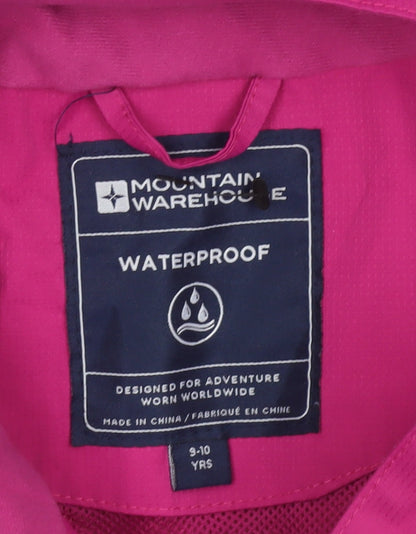 MOUNTAIN
WAREHOUSE
WATERPROOF
DESIGNED FOR ADVENTURE
WORN WORLDWIDE
MADE IN CHINA / FABRIQUÉ EN CHINE
9-10
YRS